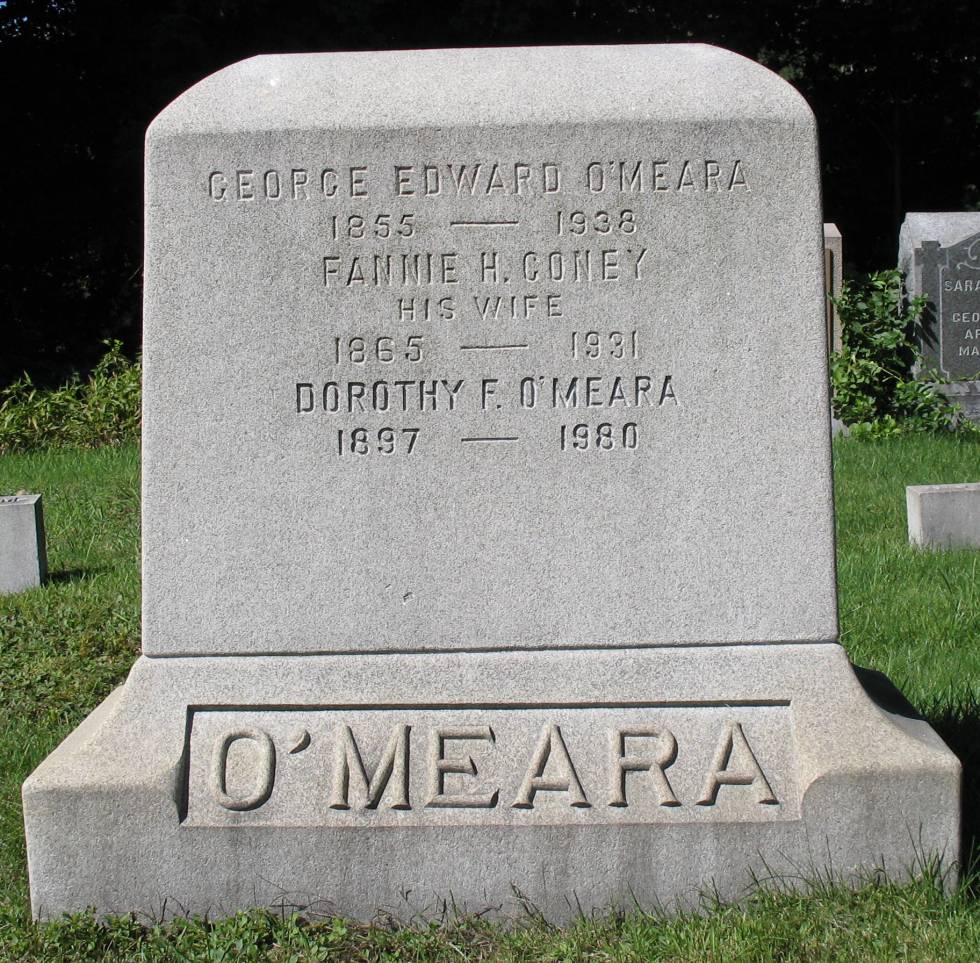 GEORGE EDWARD O'MEARA
1855 — 1938
FANNIE H. CONEY
HIS WIFE
1865 — 1931
DOROTHY F. O'MEARA
1897 — 1980
O'MEARA